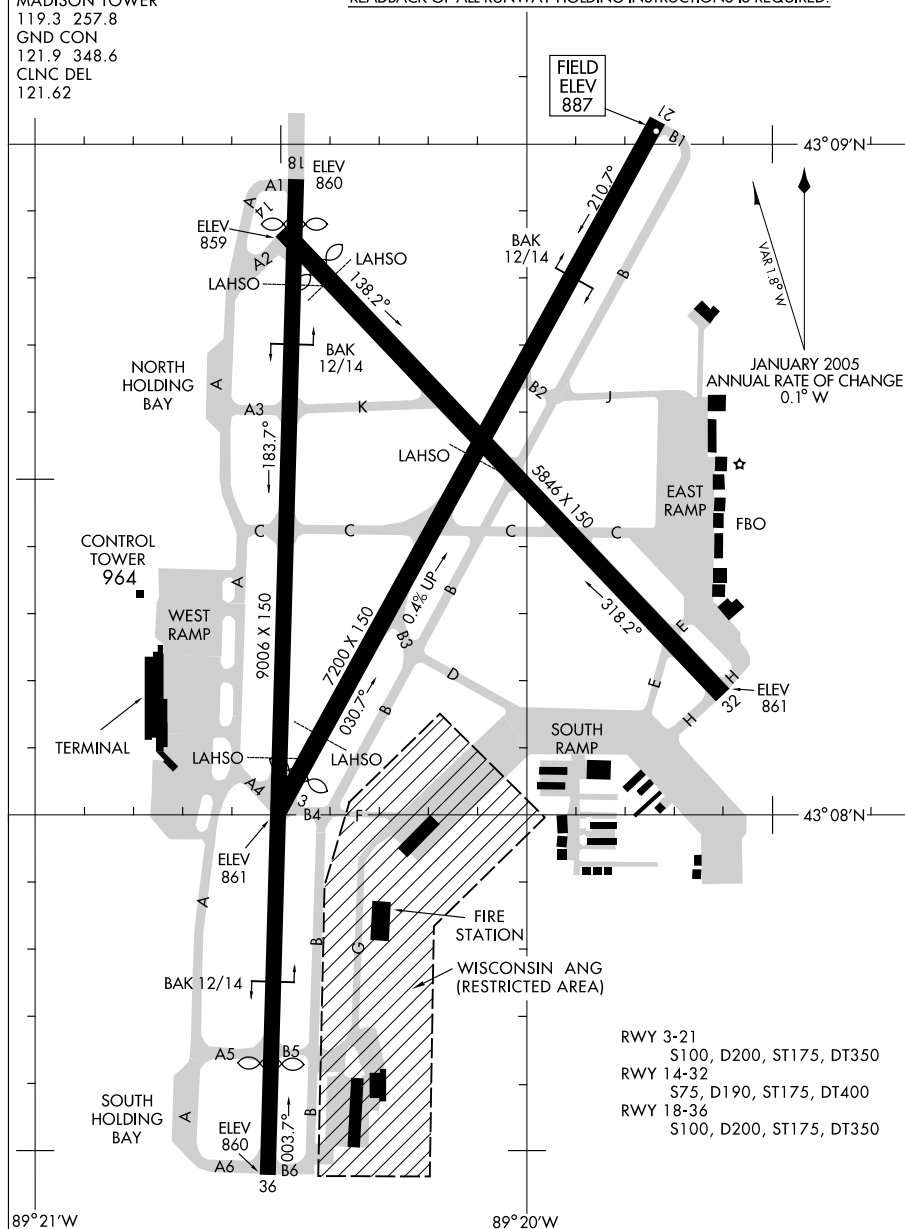 MADISON TOWER
119.3 257.8
GND CON
121.9 348.6
CLNC DEL
121.62
READBACK OF ALL RUNWAY HOLDING INSTRUCTIONS IS REQUIRED.
FIELD
ELEV
887
21
B1
43°09'N
18
ELEV
860
A1
A
14
ELEV
859
A2
LAHSO
LAHSO
138.2°
210.7°
BAK
12/14
B
VAR 1.8° W
JANUARY 2005
ANNUAL RATE OF CHANGE
0.1° W
BAK
12/14
NORTH
HOLDING
BAY
A
A3
K
B2
J
183.7°
LAHSO
5846 X 150
EAST
RAMP
FBO
C
C
C
C
CONTROL
TOWER
964
A
WEST
RAMP
9006 X 150
7200 X 150
0.4% UP
B
318.2°
E
B3
D
E
H
H
32
ELEV
861
030.7°
B
TERMINAL
SOUTH
RAMP
LAHSO
LAHSO
A4
3
B4
F
43°08'N
ELEV
861
A
FIRE
STATION
B
G
WISCONSIN ANG
(RESTRICTED AREA)
BAK 12/14
A5
B5
RWY 3-21
S100, D200, ST175, DT350
RWY 14-32
S75, D190, ST175, DT400
RWY 18-36
S100, D200, ST175, DT350
SOUTH
HOLDING
BAY
A
B
ELEV
860
003.7°
A6
B6
36
89°21'W
89°20'W